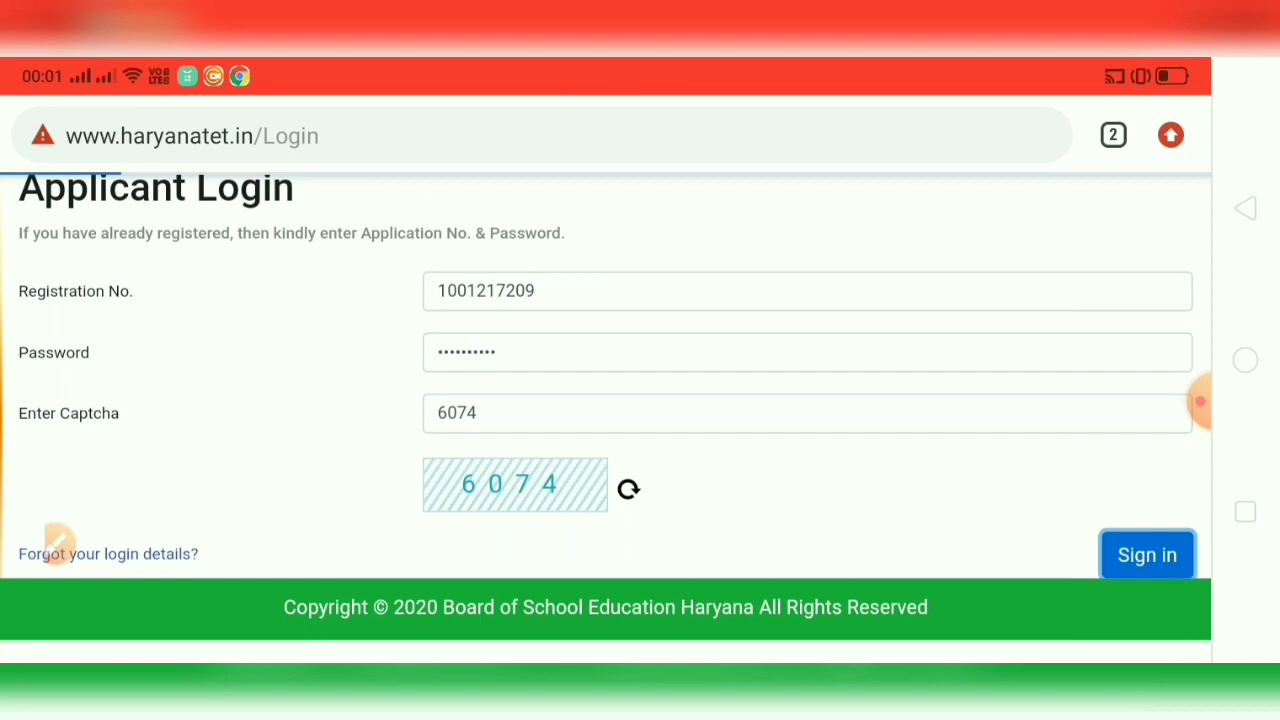 00:01 VoD LTE2
www.haryanatet.in/Login
2
Applicant Login
If you have already registered, then kindly enter Application No. & Password.
Registration No. 1001217209
Password ••••••••••
Enter Captcha 6074
6 0 7 4
Forgot your login details? Sign in
Copyright © 2020 Board of School Education Haryana All Rights Reserved